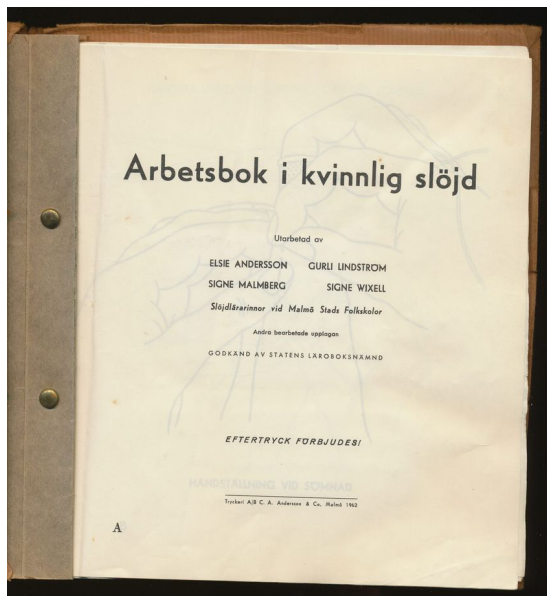 Arbetsbok i kvinnlig slöjd
Utarbetad av
ELSIE ANDERSSON GURLI LINDSTRÖM
SIGNE MALMBERG SIGNE WIXELL
Slöjdlärarinnor vid Malmö Stads Folkskolor
Andra bearbetade upplagan
GODKÄND AV STATENS LÄROBOKSNÄMND
EFTERTRYCK FÖRBJUDES!
HANDSTÄLLNING VID SÖMNAD
Tryckeri A/B C. A. Andersson & Co, Malmö 1962
A